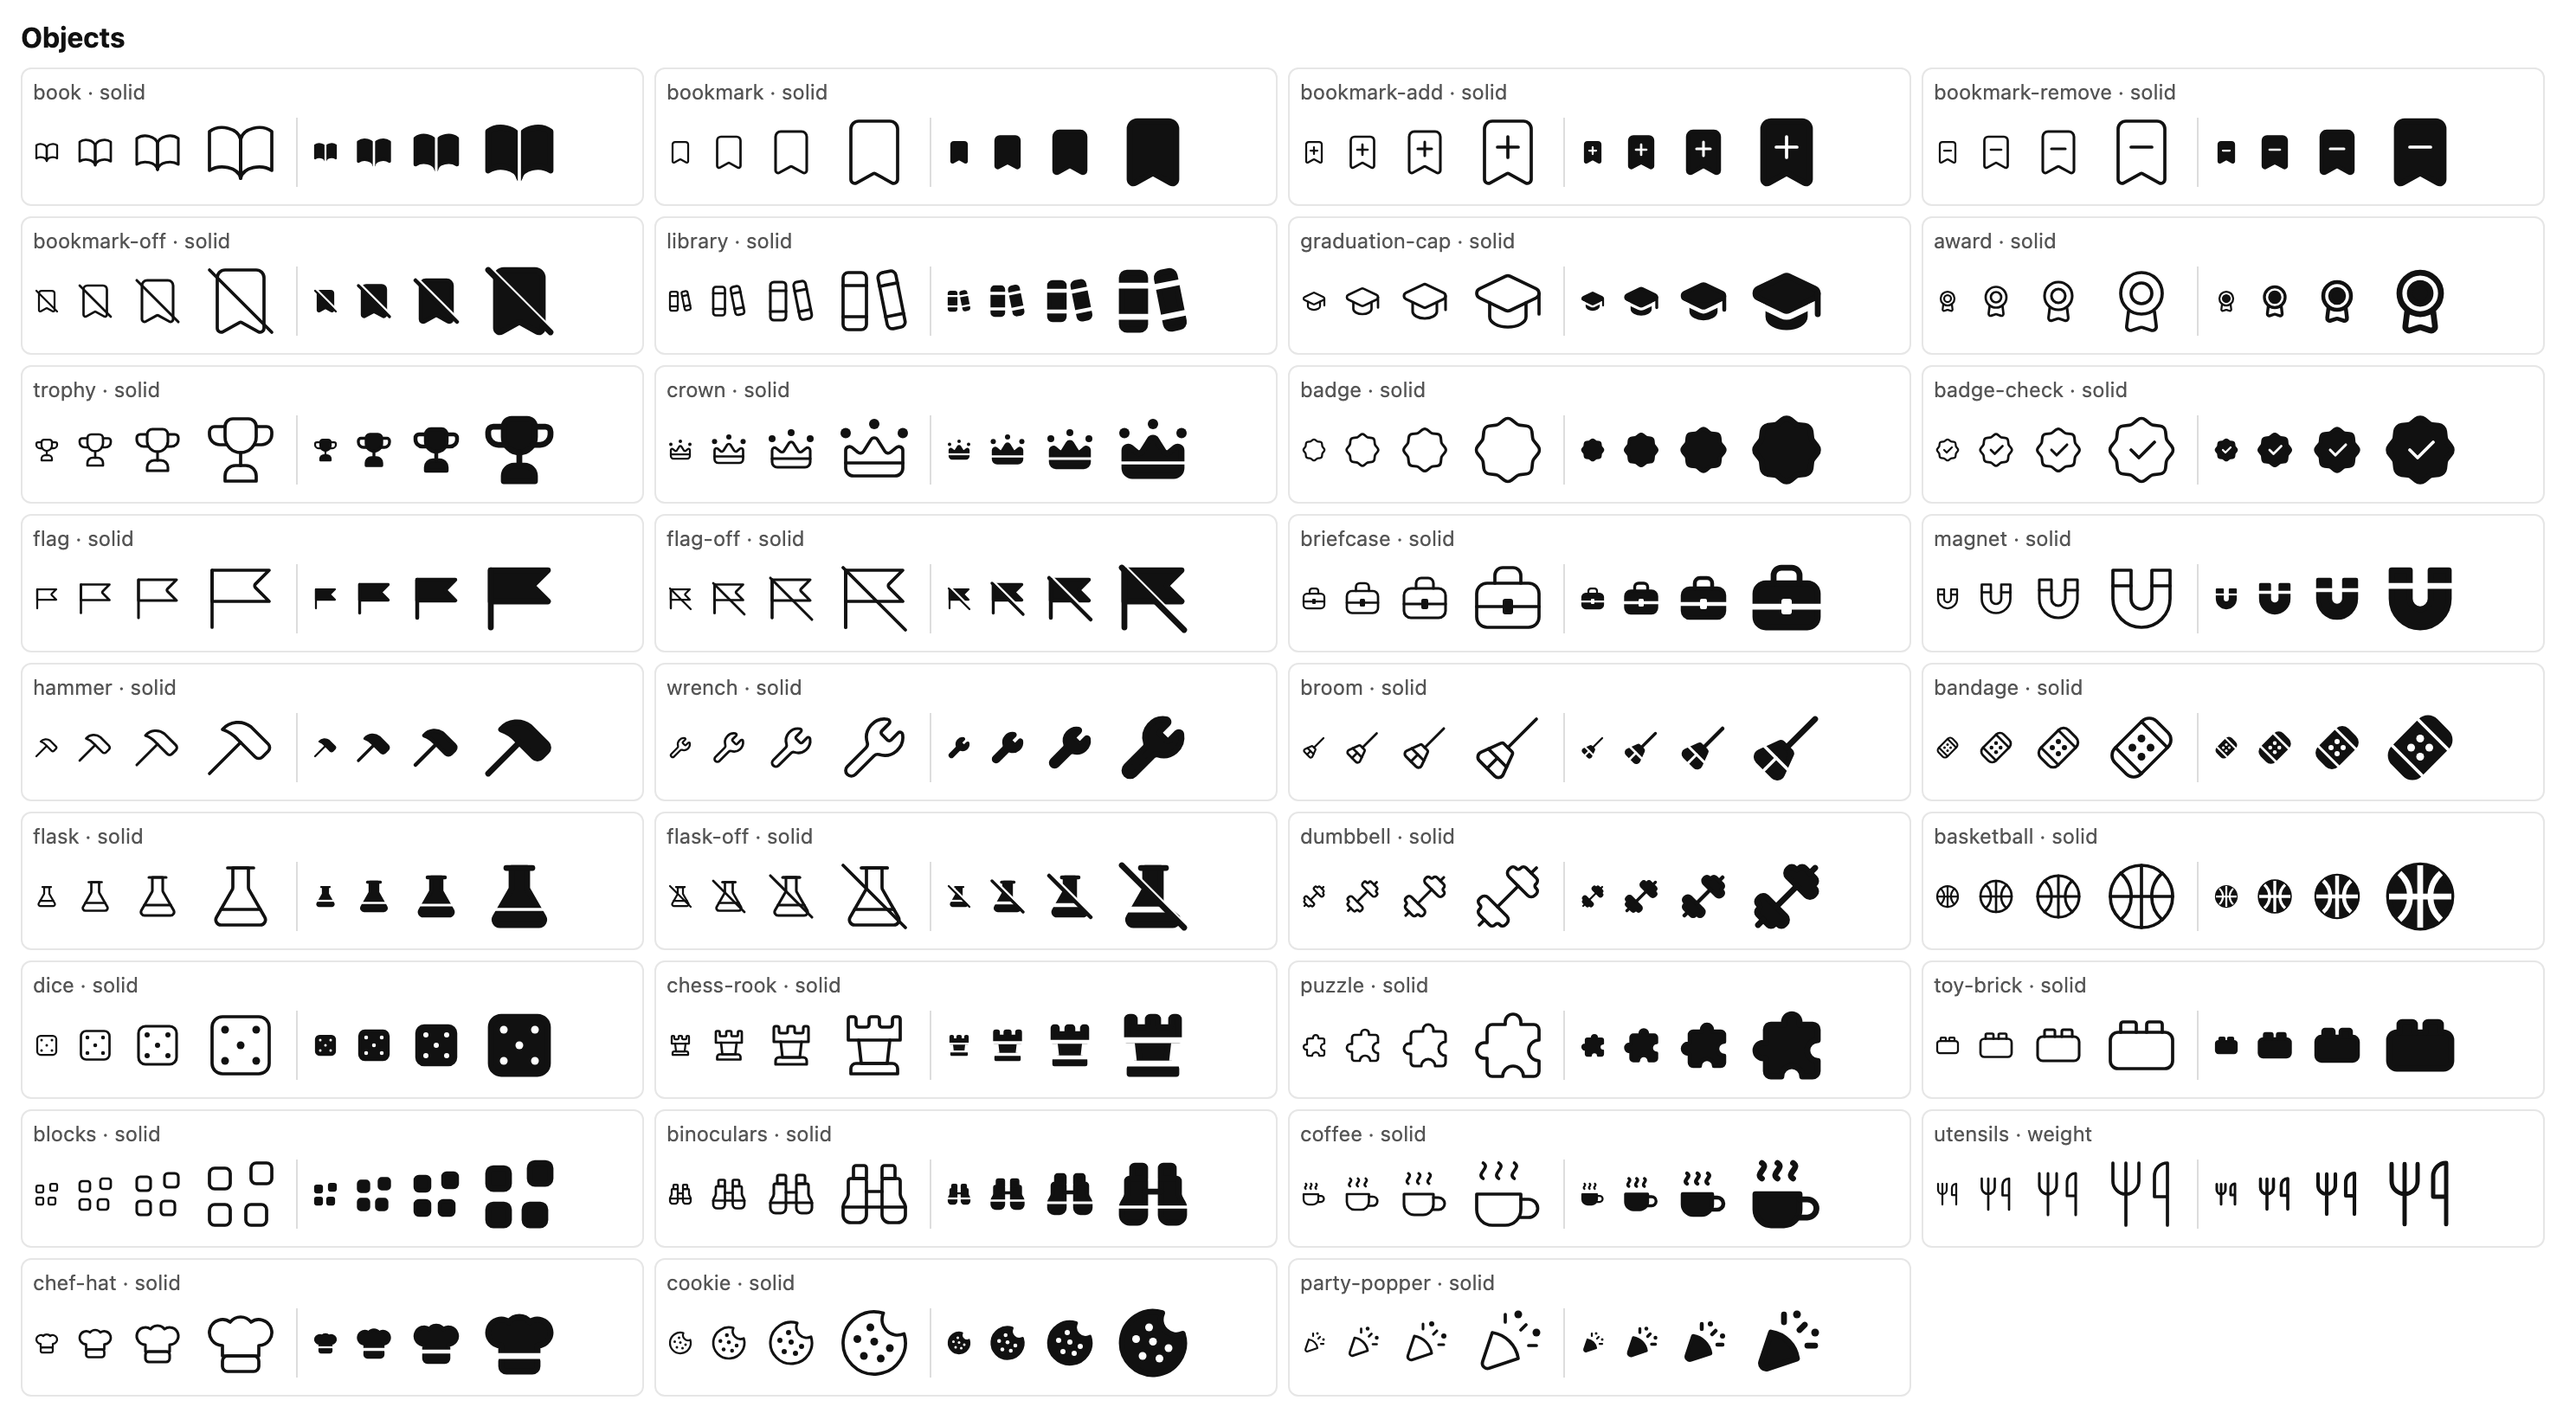 Objects
book · solid
bookmark · solid
bookmark-add · solid
bookmark-remove · solid
bookmark-off · solid
library · solid
graduation-cap · solid
award · solid
trophy · solid
crown · solid
badge · solid
badge-check · solid
flag · solid
flag-off · solid
briefcase · solid
magnet · solid
hammer · solid
wrench · solid
broom · solid
bandage · solid
flask · solid
flask-off · solid
dumbbell · solid
basketball · solid
dice · solid
chess-rook · solid
puzzle · solid
toy-brick · solid
blocks · solid
binoculars · solid
coffee · solid
utensils · weight
chef-hat · solid
cookie · solid
party-popper · solid